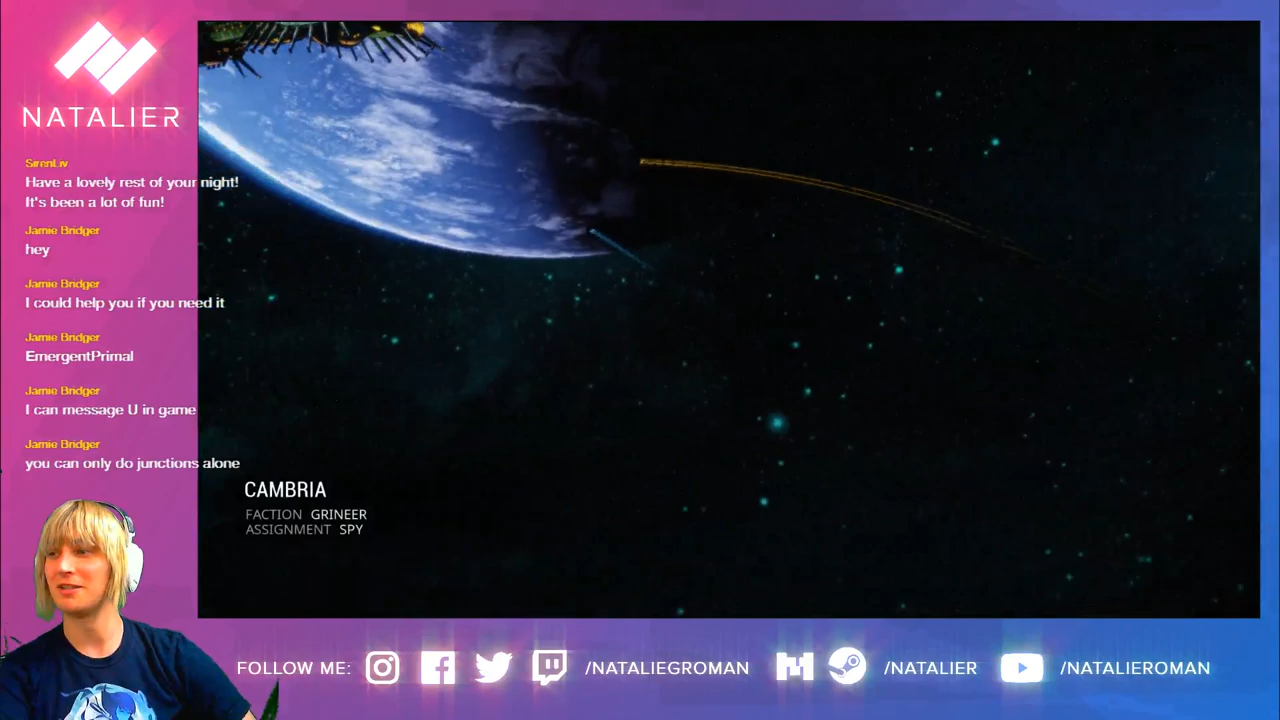 NATALIER
SirenLiv
Have a lovely rest of your night!
It's been a lot of fun!
Jamie Bridger
hey
Jamie Bridger
I could help you if you need it
Jamie Bridger
EmergentPrimal
Jamie Bridger
I can message U in game
Jamie Bridger
you can only do junctions alone
CAMBRIA
FACTION GRINEER
ASSIGNMENT SPY
FOLLOW ME: /NATALIEGROMAN /NATALIER /NATALIEROMAN